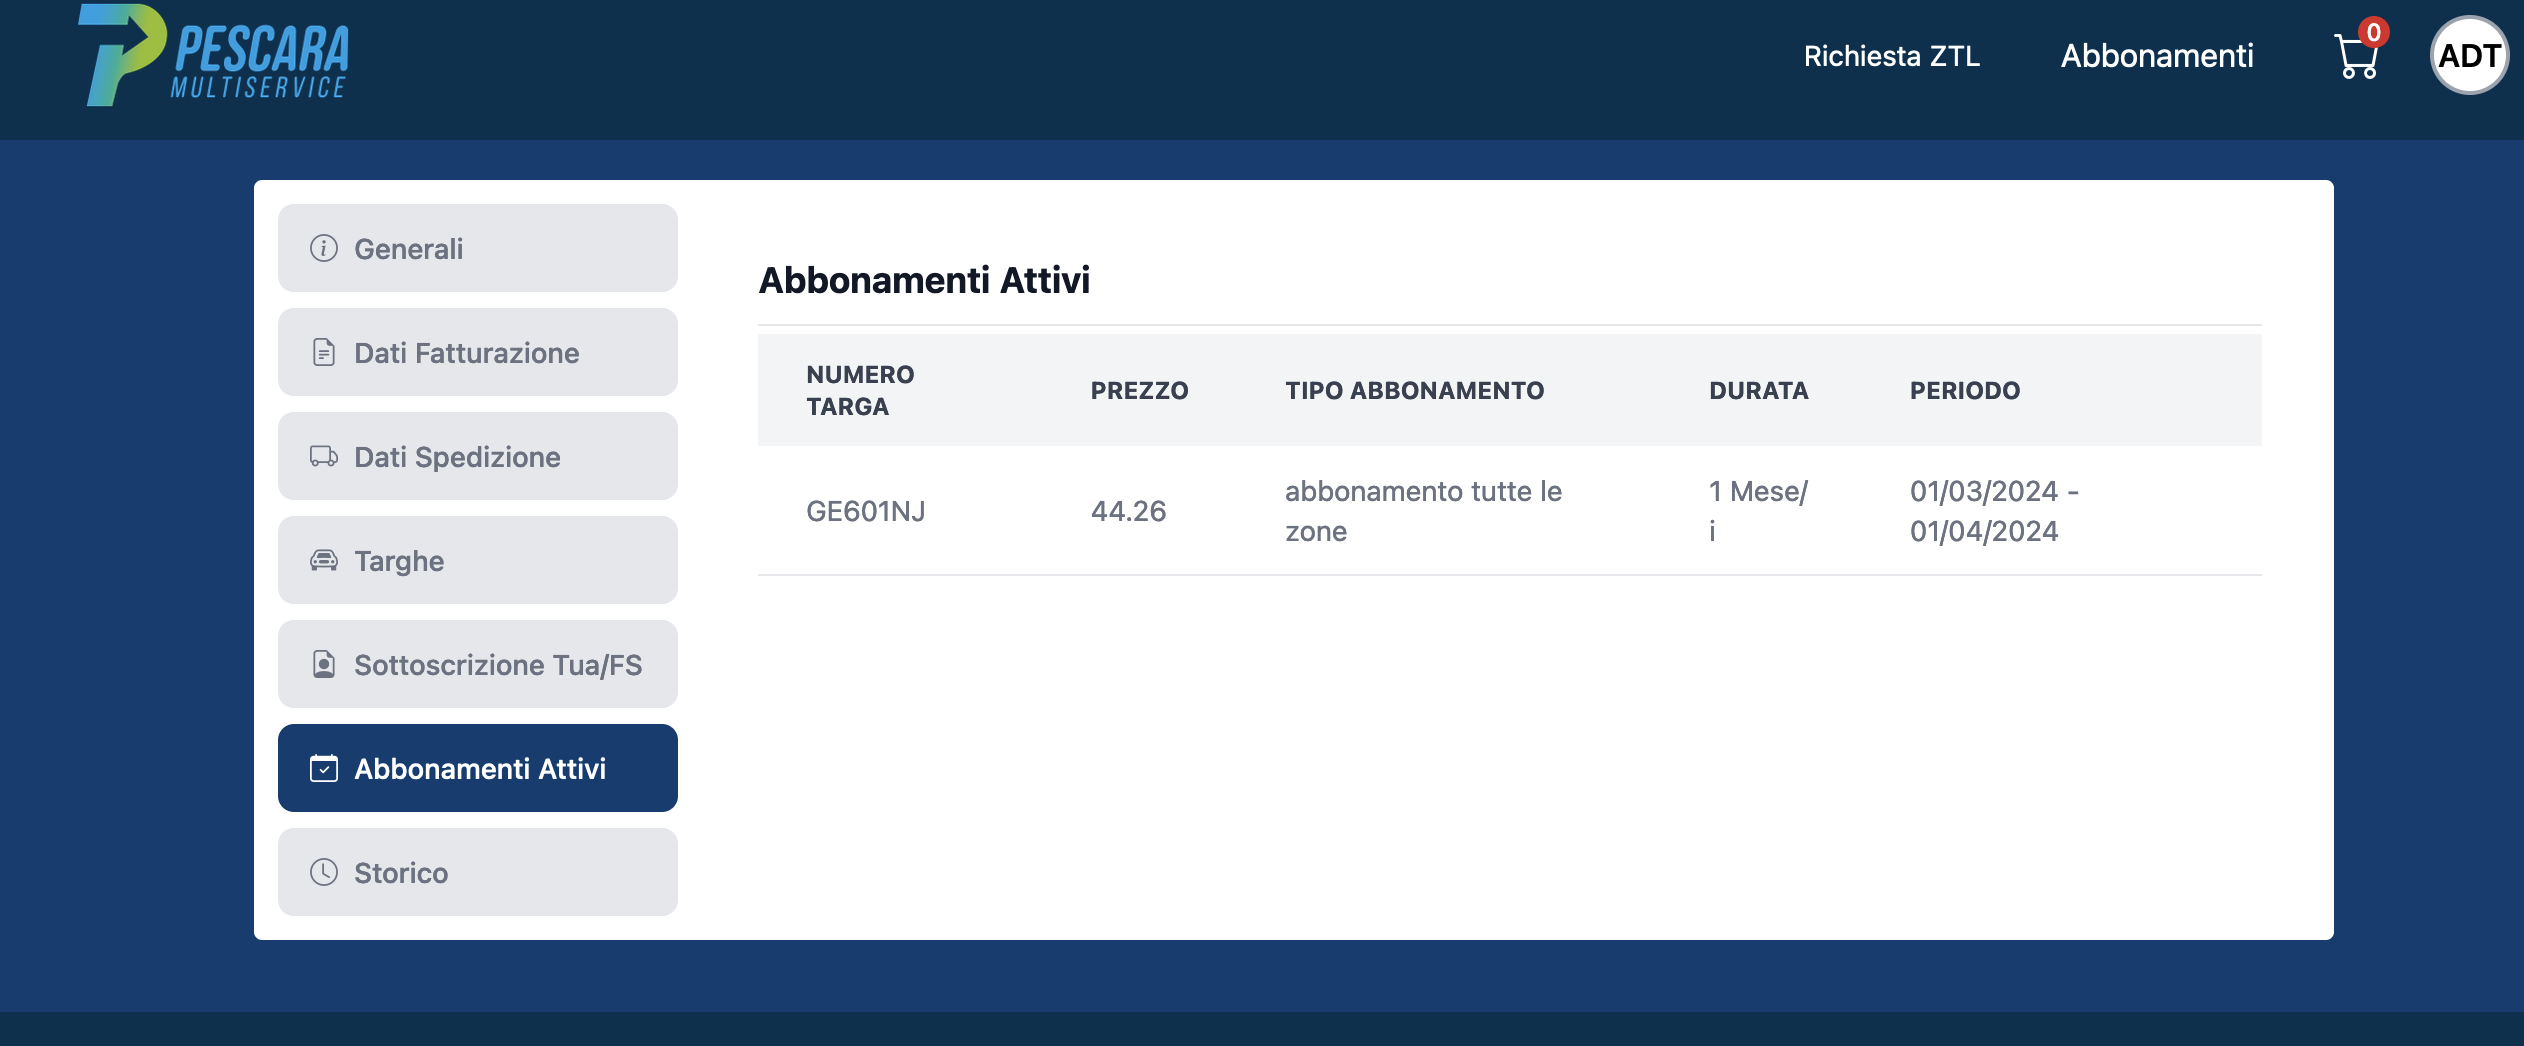 PESCARA
MULTISERVICE
Richiesta ZTL
Abbonamenti
0
ADT
Generali
Dati Fatturazione
Dati Spedizione
Targhe
Sottoscrizione Tua/FS
Abbonamenti Attivi
Storico
Abbonamenti Attivi
NUMERO
TARGA
PREZZO
TIPO ABBONAMENTO
DURATA
PERIODO
GE601NJ
44.26
abbonamento tutte le
zone
1 Mese/
i
01/03/2024 -
01/04/2024